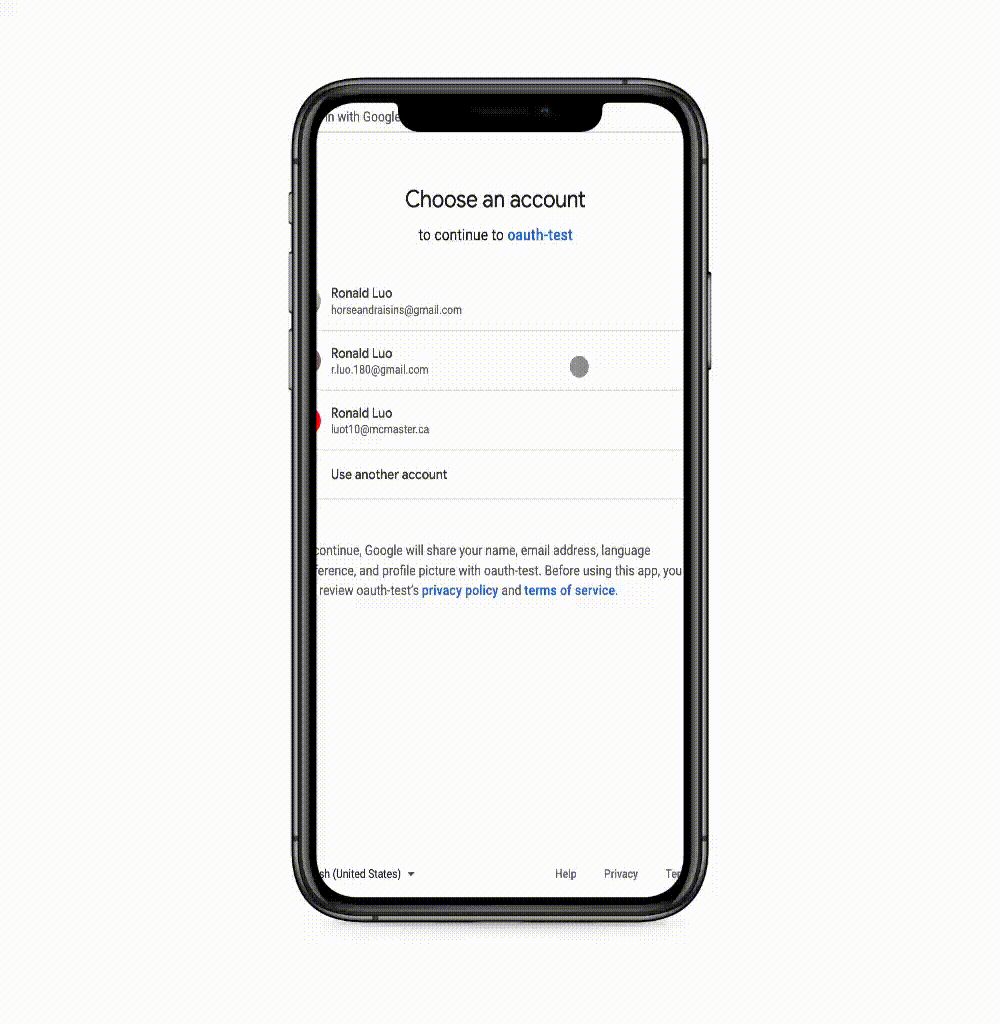 in with Google
Choose an account
to continue to oauth-test
Ronald Luo
horseandraisins@gmail.com
Ronald Luo
r.luo.180@gmail.com
Ronald Luo
luot10@mcmaster.ca
Use another account
continue, Google will share your name, email address, language
ference, and profile picture with oauth-test. Before using this app, you
review oauth-test's privacy policy and terms of service.
sh (United States)
Help Privacy Ter